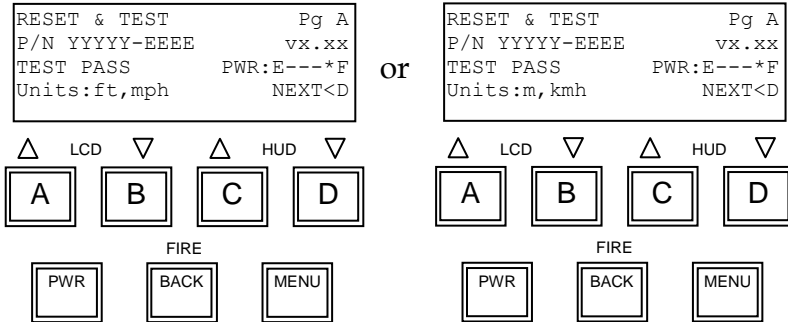 RESET & TEST Pg A
P/N YYYYY-EEEE vx.xx
TEST PASS PWR:E---*F
Units:ft,mph NEXT<D
△ LCD ▽ △ HUD ▽
A B C D
FIRE
PWR BACK MENU
or
RESET & TEST Pg A
P/N YYYYY-EEEE vx.xx
TEST PASS PWR:E---*F
Units:m,kmh NEXT<D
△ LCD ▽ △ HUD ▽
A B C D
FIRE
PWR BACK MENU